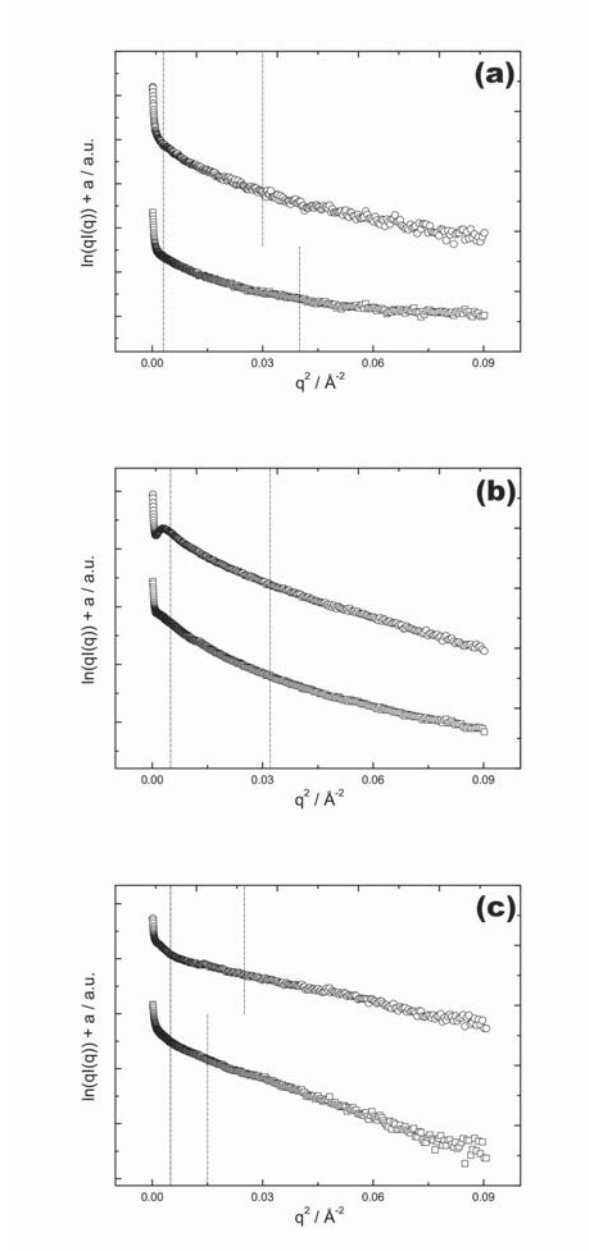 (a)
ln(qI(q)) + a / a.u.
0.00 0.03 0.06 0.09
q² / Å⁻²
(b)
ln(qI(q)) + a / a.u.
0.00 0.03 0.06 0.09
q² / Å⁻²
(c)
ln(qI(q)) + a / a.u.
0.00 0.03 0.06 0.09
q² / Å⁻²